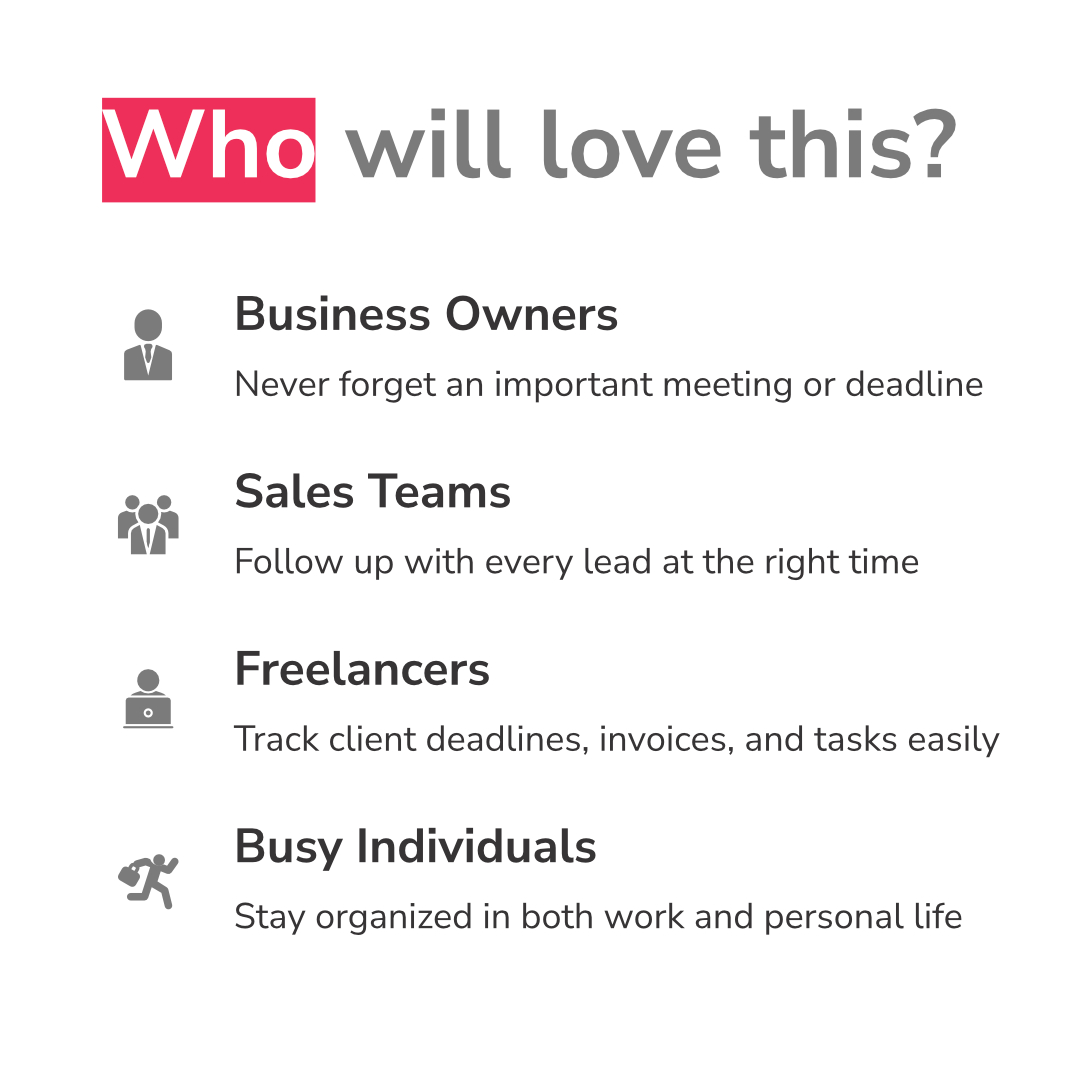 Who will love this?
Business Owners
Never forget an important meeting or deadline
Sales Teams
Follow up with every lead at the right time
Freelancers
Track client deadlines, invoices, and tasks easily
Busy Individuals
Stay organized in both work and personal life